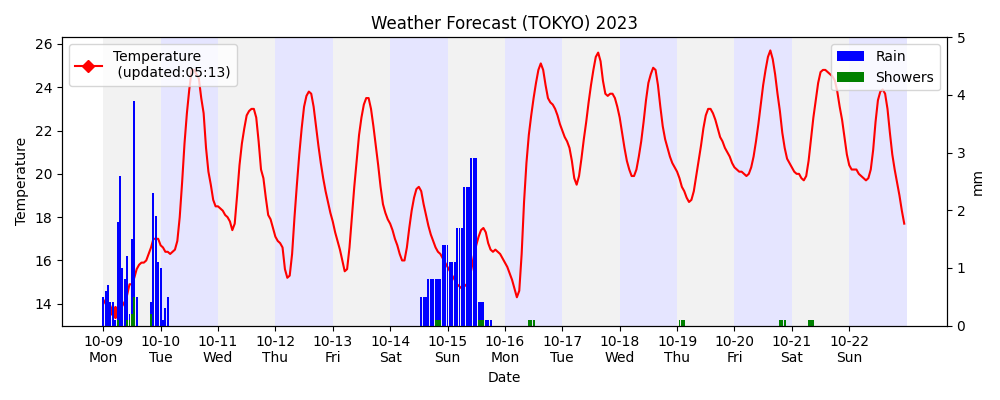 Weather Forecast (TOKYO) 2023
Temperature
(updated:05:13)
Rain
Showers
26
24
22
20
18
16
14
Temperature
5
4
3
2
1
0
mm
10-09 10-10 10-11 10-12 10-13 10-14 10-15 10-16 10-17 10-18 10-19 10-20 10-21 10-22
Mon Tue Wed Thu Fri Sat Sun Mon Tue Wed Thu Fri Sat Sun
Date